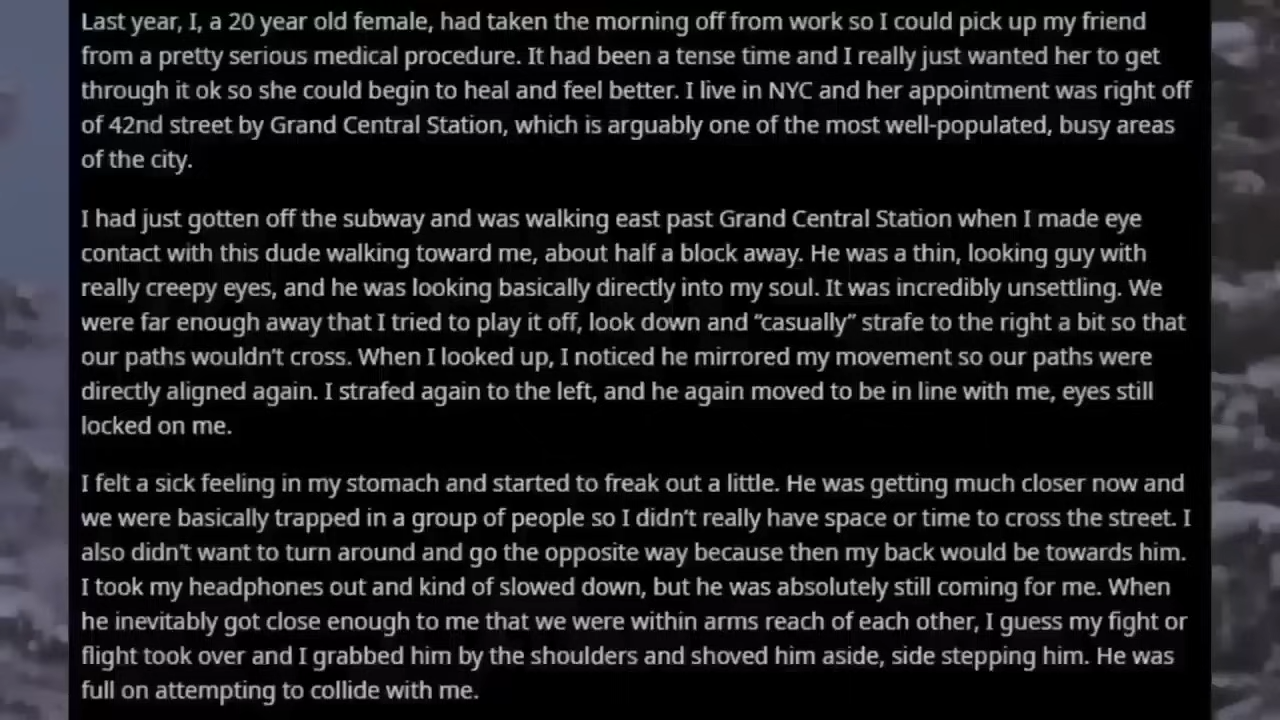 Last year, I, a 20 year old female, had taken the morning off from work so I could pick up my friend
from a pretty serious medical procedure. It had been a tense time and I really just wanted her to get
through it ok so she could begin to heal and feel better. I live in NYC and her appointment was right off
of 42nd street by Grand Central Station, which is arguably one of the most well-populated, busy areas
of the city.
I had just gotten off the subway and was walking east past Grand Central Station when I made eye
contact with this dude walking toward me, about half a block away. He was a thin, looking guy with
really creepy eyes, and he was looking basically directly into my soul. It was incredibly unsettling. We
were far enough away that I tried to play it off, look down and “casually” strafe to the right a bit so that
our paths wouldn’t cross. When I looked up, I noticed he mirrored my movement so our paths were
directly aligned again. I strafed again to the left, and he again moved to be in line with me, eyes still
locked on me.
I felt a sick feeling in my stomach and started to freak out a little. He was getting much closer now and
we were basically trapped in a group of people so I didn’t really have space or time to cross the street. I
also didn’t want to turn around and go the opposite way because then my back would be towards him.
I took my headphones out and kind of slowed down, but he was absolutely still coming for me. When
he inevitably got close enough to me that we were within arms reach of each other, I guess my fight or
flight took over and I grabbed him by the shoulders and shoved him aside, side stepping him. He was
full on attempting to collide with me.